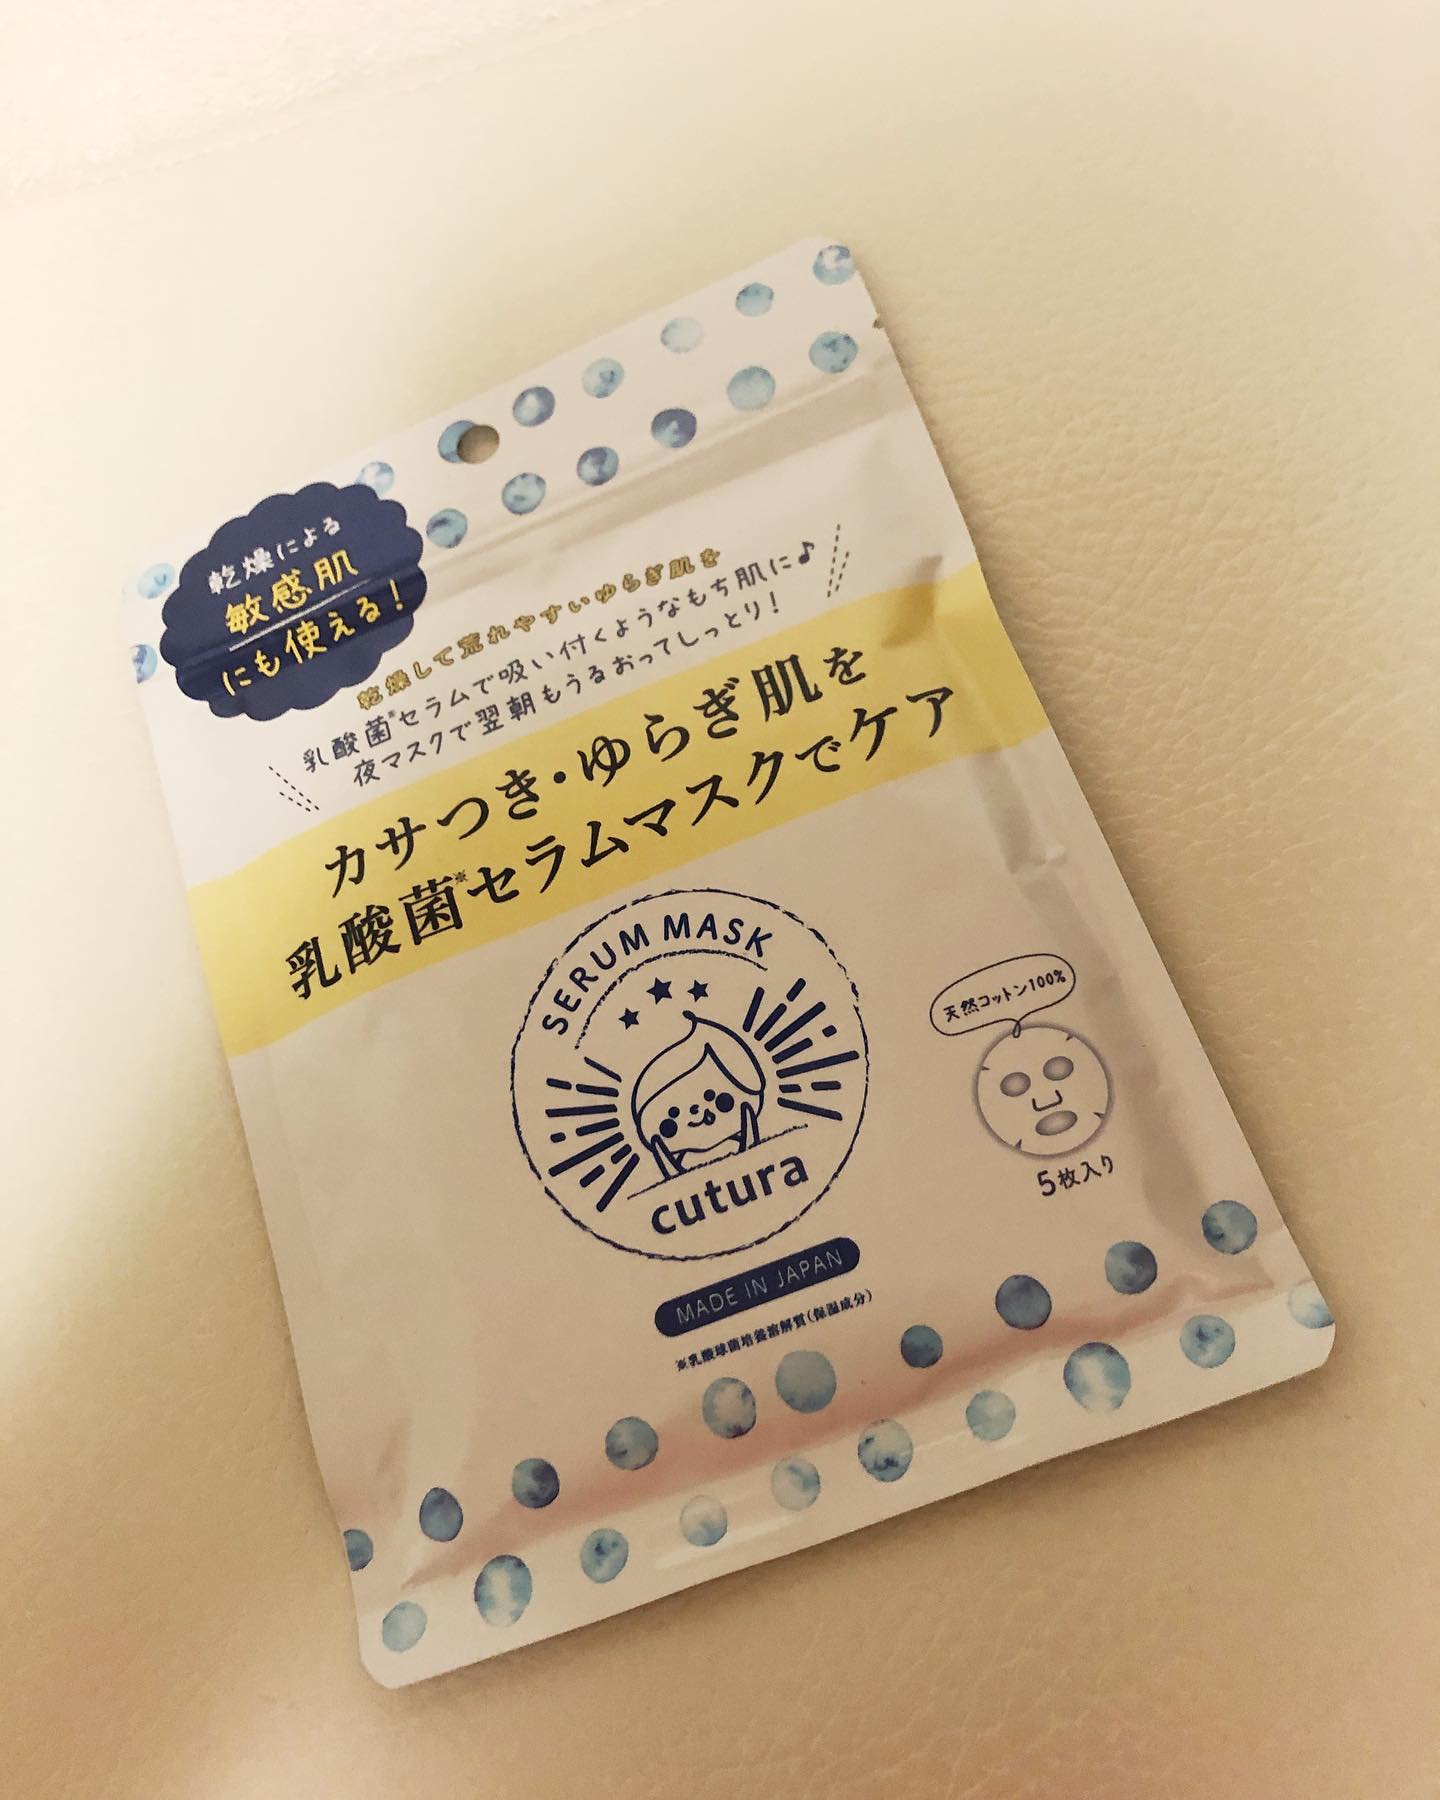 乾燥による
敏感肌
にも使える!
乾燥して荒れやすいゆらぎ肌を
乳酸菌※セラムで吸い付くようなもち肌に♪
夜マスクで翌朝もうるおってしっとり!
カサつき・ゆらぎ肌を
乳酸菌※セラムマスクでケア
SERUM MASK
cutura
天然コットン100%
5枚入り
MADE IN JAPAN
※乳酸球菌培養溶解質(保湿成分)